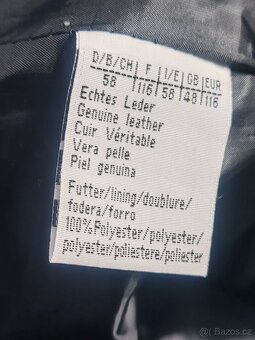 D/B/CH F I/E GB EUR
58 116 58 48 116
Echtes Leder
Genuine leather
Cuir Véritable
Vera pelle
Piel genuina
Futter/lining/doublure/
fodera/forro
100%Polyester/polyester/
polyester/poliestere/poliester
Bazos.cz